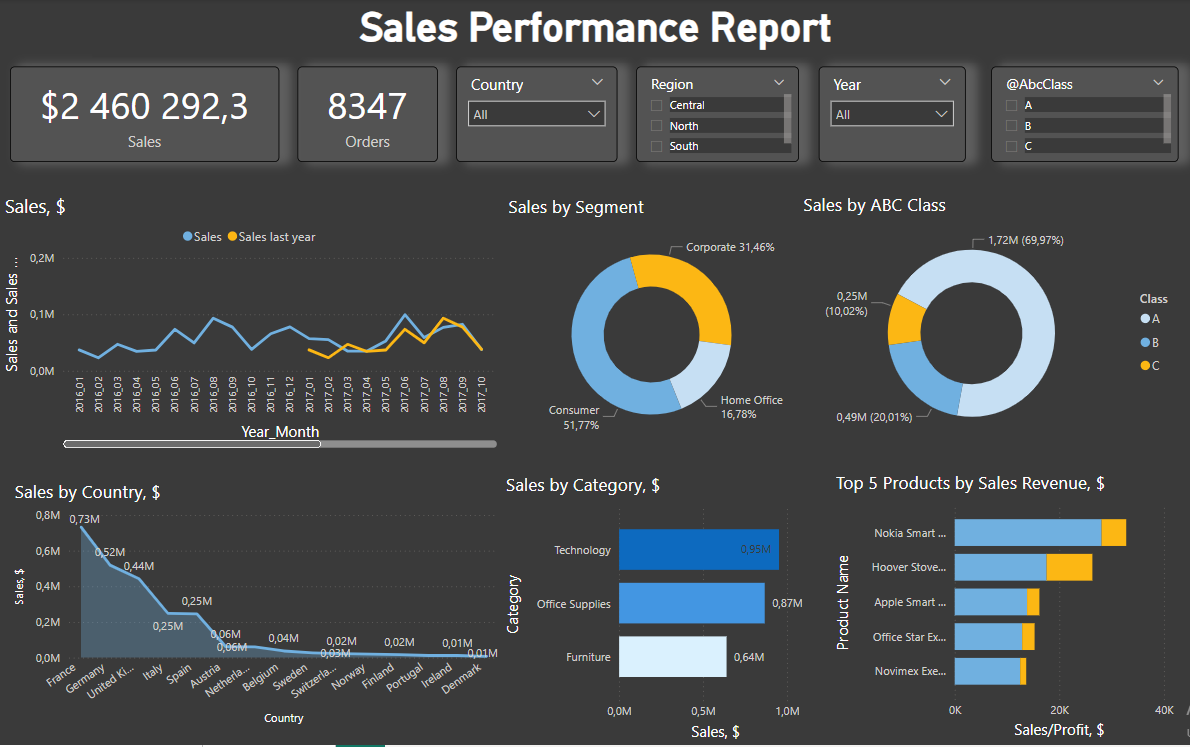 Sales Performance Report
$2 460 292,3
Sales
8347
Orders
Country
All
Region
Central
North
South
Year
All
@AbcClass
A
B
C
Sales, $
Sales
Sales last year
Sales and Sales ...
0,2M
0,1M
0,0M
2016_01
2016_02
2016_03
2016_04
2016_05
2016_06
2016_07
2016_08
2016_09
2016_10
2016_11
2016_12
2017_01
2017_02
2017_03
2017_04
2017_05
2017_06
2017_07
2017_08
2017_09
2017_10
Year_Month
Sales by Segment
Corporate 31,46%
Home Office
16,78%
Consumer
51,77%
Sales by ABC Class
1,72M (69,97%)
0,25M
(10,02%)
0,49M (20,01%)
Class
A
B
C
Sales by Country, $
Sales, $
0,8M
0,6M
0,4M
0,2M
0,0M
0,73M
0,52M
0,44M
0,25M
0,25M
0,06M
0,06M
0,04M
0,03M
0,02M
0,02M
0,01M
0,01M
France
Germany
United Ki...
Italy
Spain
Austria
Netherla...
Belgium
Sweden
Switzerla...
Norway
Finland
Portugal
Ireland
Denmark
Country
Sales by Category, $
Category
Technology
0,95M
Office Supplies
0,87M
Furniture
0,64M
0,0M
0,5M
1,0M
Sales, $
Top 5 Products by Sales Revenue, $
Product Name
Nokia Smart ...
Hoover Stove...
Apple Smart ...
Office Star Ex...
Novimex Exe...
0K
20K
40K
Sales/Profit, $